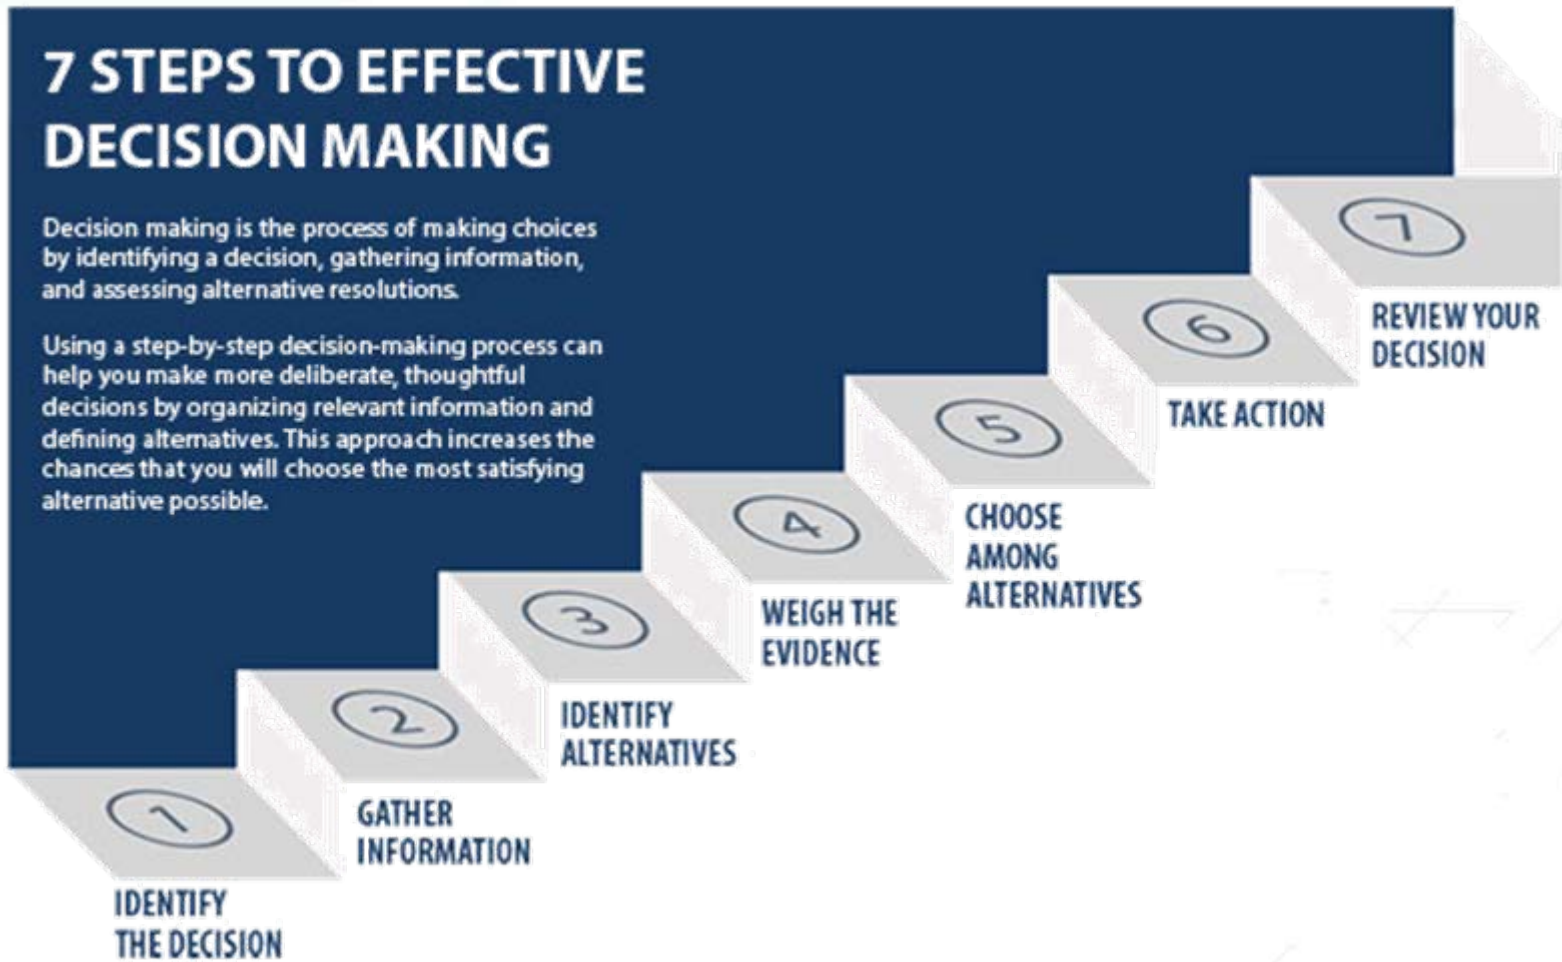 7 STEPS TO EFFECTIVE
DECISION MAKING
Decision making is the process of making choices
by identifying a decision, gathering information,
and assessing alternative resolutions.
Using a step-by-step decision-making process can
help you make more deliberate, thoughtful
decisions by organizing relevant information and
defining alternatives. This approach increases the
chances that you will choose the most satisfying
alternative possible.
1
IDENTIFY
THE DECISION
2
GATHER
INFORMATION
3
IDENTIFY
ALTERNATIVES
4
WEIGH THE
EVIDENCE
5
CHOOSE
AMONG
ALTERNATIVES
6
TAKE ACTION
7
REVIEW YOUR
DECISION